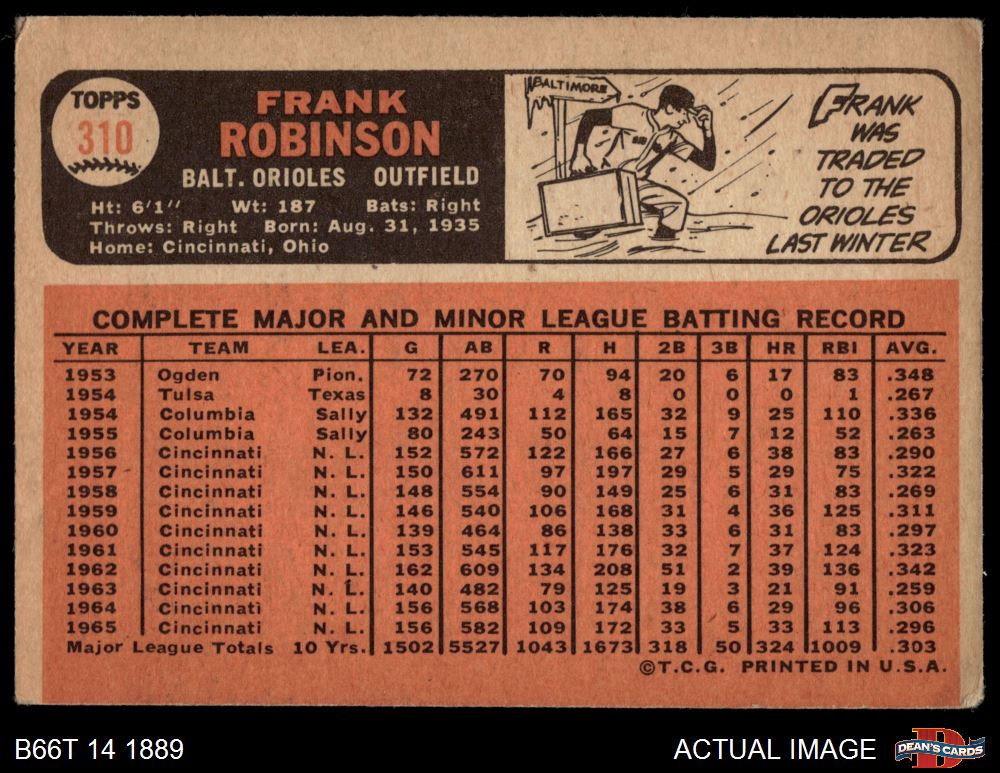 TOPPS
310
FRANK
ROBINSON
BALT. ORIOLES OUTFIELD
Ht: 6'1" Wt: 187 Bats: Right
Throws: Right Born: Aug. 31, 1935
Home: Cincinnati, Ohio
BALTIMORE
FRANK
WAS
TRADED
TO THE
ORIOLES
LAST WINTER
COMPLETE MAJOR AND MINOR LEAGUE BATTING RECORD
YEAR TEAM LEA. G AB R H 2B 3B HR RBI AVG.
1953 Ogden Pion. 72 270 70 94 20 6 17 83 .348
1954 Tulsa Texas 8 30 4 8 0 0 0 1 .267
1954 Columbia Sally 132 491 112 165 32 9 25 110 .336
1955 Columbia Sally 80 243 50 64 15 7 12 52 .263
1956 Cincinnati N. L. 152 572 122 166 27 6 38 83 .290
1957 Cincinnati N. L. 150 611 97 197 29 5 29 75 .322
1958 Cincinnati N. L. 148 554 90 149 25 6 31 83 .269
1959 Cincinnati N. L. 146 540 106 168 31 4 36 125 .311
1960 Cincinnati N. L. 139 464 86 138 33 6 31 83 .297
1961 Cincinnati N. L. 153 545 117 176 32 7 37 124 .323
1962 Cincinnati N. L. 162 609 134 208 51 2 39 136 .342
1963 Cincinnati N. L. 140 482 79 125 19 3 21 91 .259
1964 Cincinnati N. L. 156 568 103 174 38 6 29 96 .306
1965 Cincinnati N. L. 156 582 109 172 33 5 33 113 .296
Major League Totals 10 Yrs. 1502 5527 1043 1673 318 50 324 1009 .303
©T.C.G. PRINTED IN U.S.A.
B66T 14 1889
ACTUAL IMAGE
D
DEAN'S CARDS